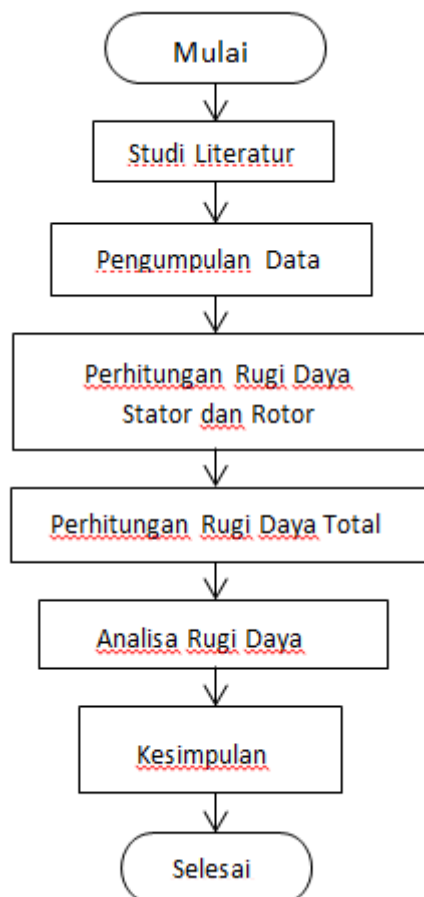 Mulai
Studi Literatur
Pengumpulan Data
Perhitungan Rugi Daya
Stator dan Rotor
Perhitungan Rugi Daya Total
Analisa Rugi Daya
Kesimpulan
Selesai